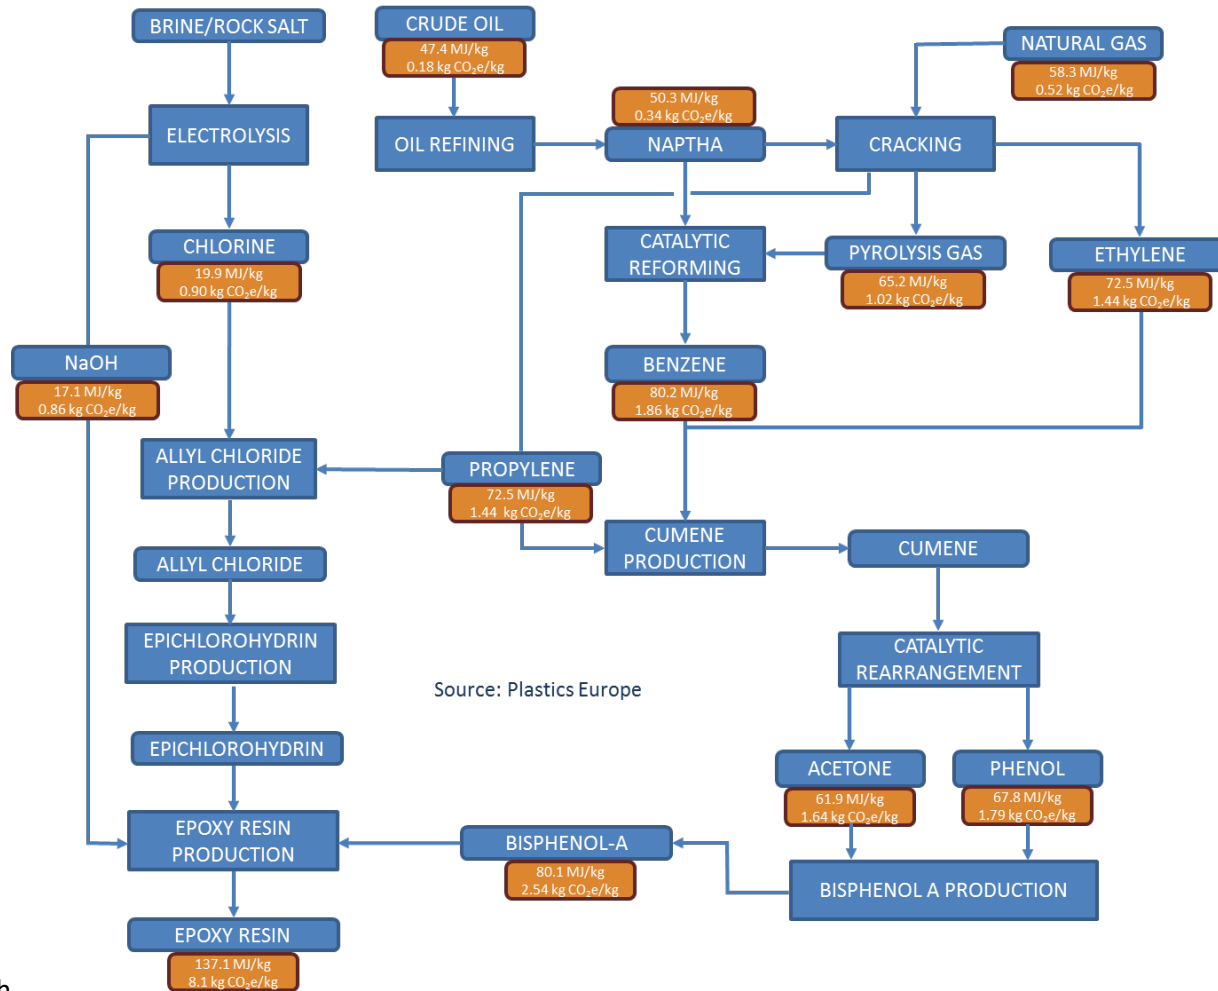 BRINE/ROCK SALT
CRUDE OIL
47.4 MJ/kg
0.18 kg CO₂e/kg
NATURAL GAS
58.3 MJ/kg
0.52 kg CO₂e/kg
50.3 MJ/kg
0.34 kg CO₂e/kg
ELECTROLYSIS
OIL REFINING
NAPTHA
CRACKING
CHLORINE
19.9 MJ/kg
0.90 kg CO₂e/kg
CATALYTIC
REFORMING
PYROLYSIS GAS
65.2 MJ/kg
1.02 kg CO₂e/kg
ETHYLENE
72.5 MJ/kg
1.44 kg CO₂e/kg
NaOH
17.1 MJ/kg
0.86 kg CO₂e/kg
BENZENE
80.2 MJ/kg
1.86 kg CO₂e/kg
ALLYL CHLORIDE
PRODUCTION
PROPYLENE
72.5 MJ/kg
1.44 kg CO₂e/kg
CUMENE
PRODUCTION
CUMENE
ALLYL CHLORIDE
EPICHLOROHYDRIN
PRODUCTION
CATALYTIC
REARRANGEMENT
Source: Plastics Europe
EPICHLOROHYDRIN
ACETONE
61.9 MJ/kg
1.64 kg CO₂e/kg
PHENOL
67.8 MJ/kg
1.79 kg CO₂e/kg
EPOXY RESIN
PRODUCTION
BISPHENOL-A
80.1 MJ/kg
2.54 kg CO₂e/kg
BISPHENOL A PRODUCTION
EPOXY RESIN
137.1 MJ/kg
8.1 kg CO₂e/kg